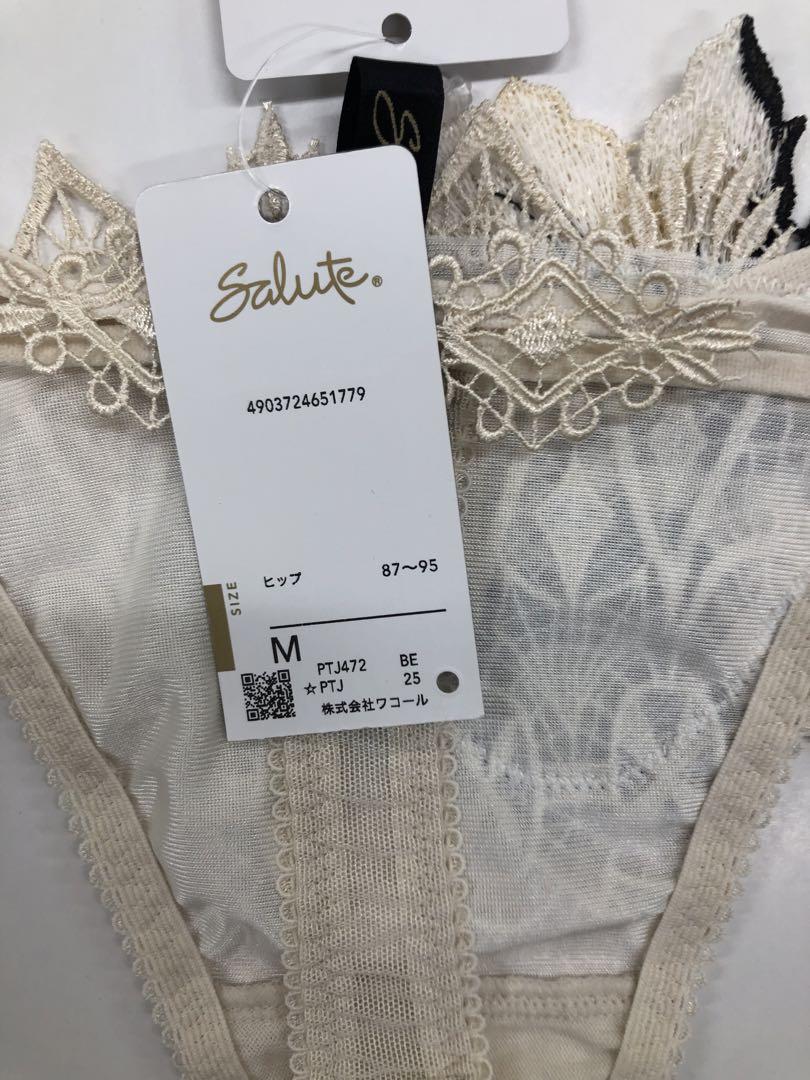 Salute®
4903724651779
SIZE
ヒップ 87〜95
M
PTJ472 BE
☆PTJ 25
株式会社ワコール